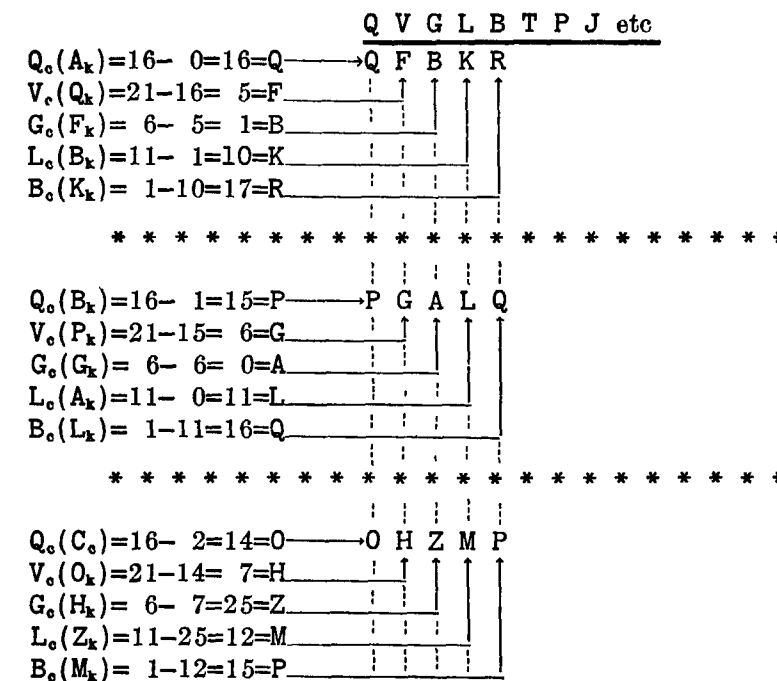 Q V G L B T P J etc
Qc(Ak)=16- 0=16=Q Q F B K R
Vc(Qk)=21-16= 5=F
Gc(Fk)= 6- 5= 1=B
Lc(Bk)=11- 1=10=K
Bc(Kk)= 1-10=17=R
* * * * * * * * * * * * * * * * * * * * * *
Qc(Bk)=16- 1=15=P P G A L Q
Vc(Pk)=21-15= 6=G
Gc(Gk)= 6- 6= 0=A
Lc(Ak)=11- 0=11=L
Bc(Lk)= 1-11=16=Q
* * * * * * * * * * * * * * * * * * * * * *
Qc(Cc)=16- 2=14=O O H Z M P
Vc(Ok)=21-14= 7=H
Gc(Hk)= 6- 7=25=Z
Lc(Zk)=11-25=12=M
Bc(Mk)= 1-12=15=P